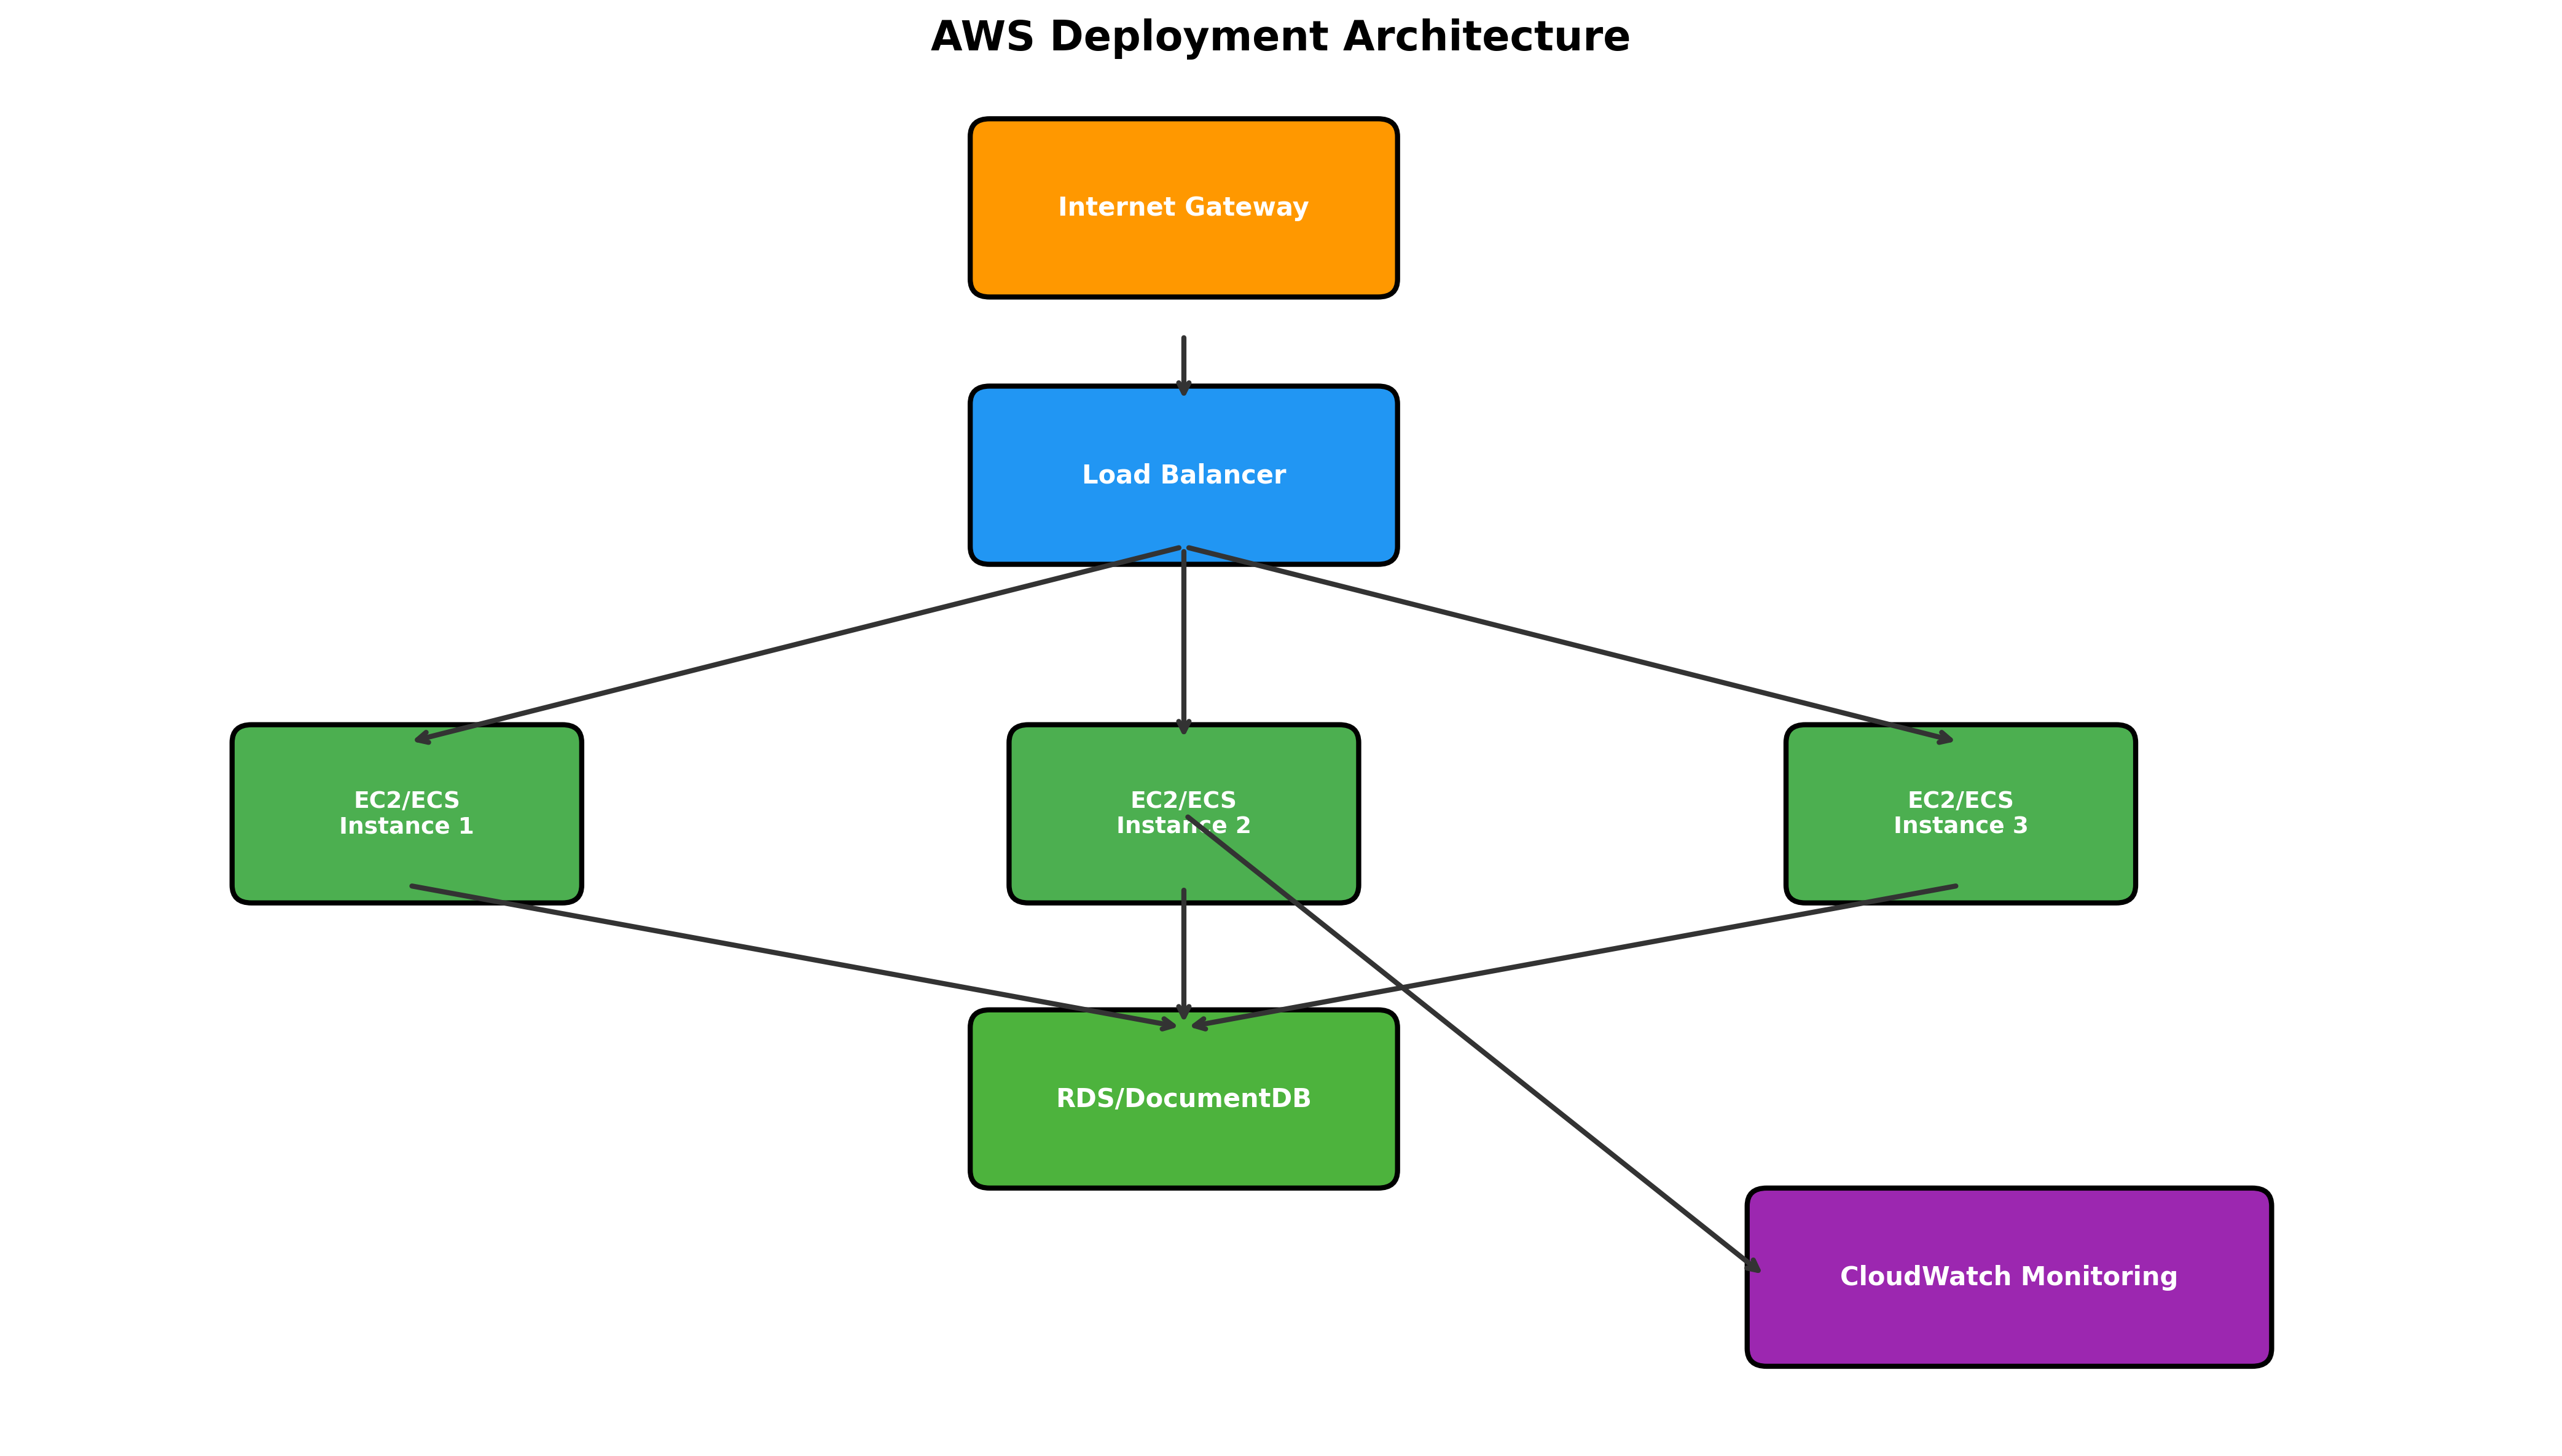 AWS Deployment Architecture
Internet Gateway
Load Balancer
EC2/ECS
Instance 1
EC2/ECS
Instance 2
EC2/ECS
Instance 3
RDS/DocumentDB
CloudWatch Monitoring